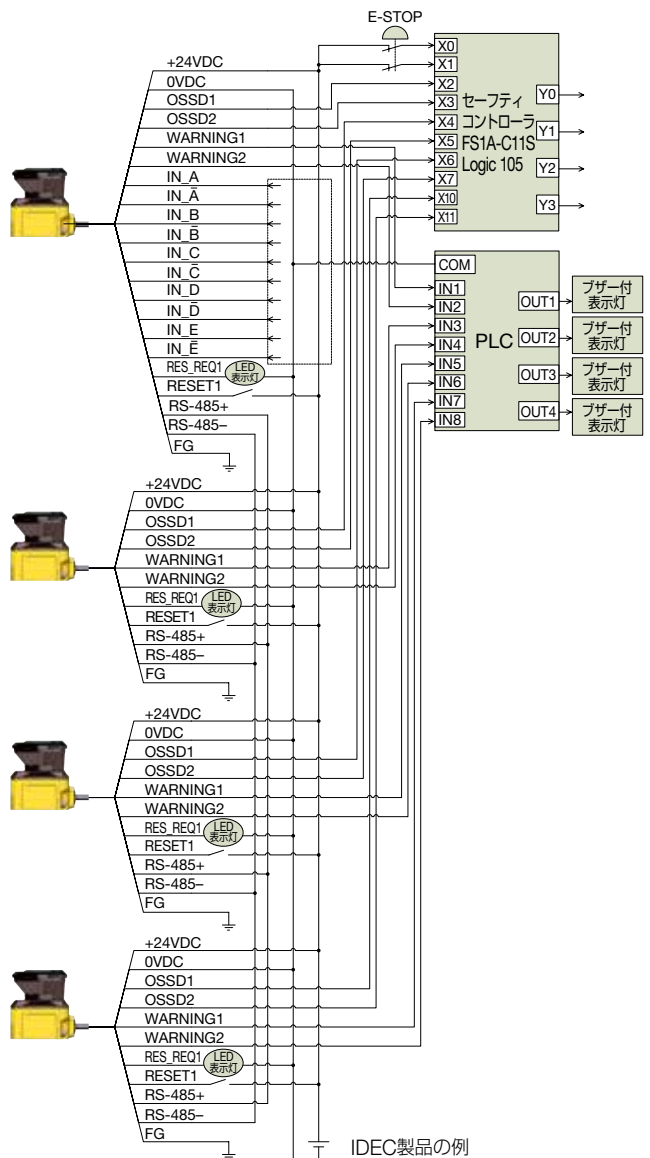 E-STOP
+24VDC
0VDC
OSSD1
OSSD2
WARNING1
WARNING2
IN_A
IN_A̅
IN_B
IN_B̅
IN_C
IN_C̅
IN_D
IN_D̅
IN_E
IN_E̅
RES_REQ1
LED
表示灯
RESET1
RS-485+
RS-485–
FG
X0
X1
X2
X3
X4
X5
X6
X7
X10
X11
セーフティ
コントローラ
FS1A-C11S
Logic 105
Y0
Y1
Y2
Y3
COM
IN1
IN2
IN3
IN4
IN5
IN6
IN7
IN8
PLC
OUT1
OUT2
OUT3
OUT4
ブザー付
表示灯
ブザー付
表示灯
ブザー付
表示灯
ブザー付
表示灯
+24VDC
0VDC
OSSD1
OSSD2
WARNING1
WARNING2
RES_REQ1
LED
表示灯
RESET1
RS-485+
RS-485–
FG
+24VDC
0VDC
OSSD1
OSSD2
WARNING1
WARNING2
RES_REQ1
LED
表示灯
RESET1
RS-485+
RS-485–
FG
+24VDC
0VDC
OSSD1
OSSD2
WARNING1
WARNING2
RES_REQ1
LED
表示灯
RESET1
RS-485+
RS-485–
FG
IDEC製品の例